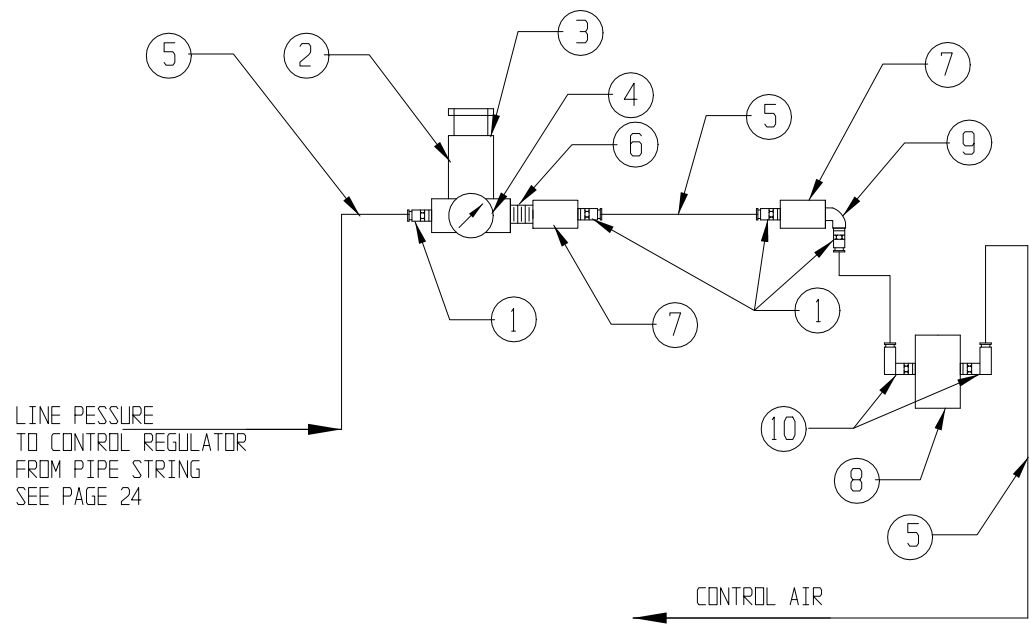 5
2
3
4
6
5
7
9
1
7
1
10
8
5
LINE PESSURE
TO CONTROL REGULATOR
FROM PIPE STRING
SEE PAGE 24
CONTROL AIR